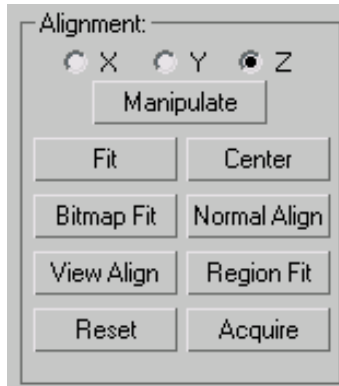 Alignment:
X Y Z
Manipulate
Fit Center
Bitmap Fit Normal Align
View Align Region Fit
Reset Acquire